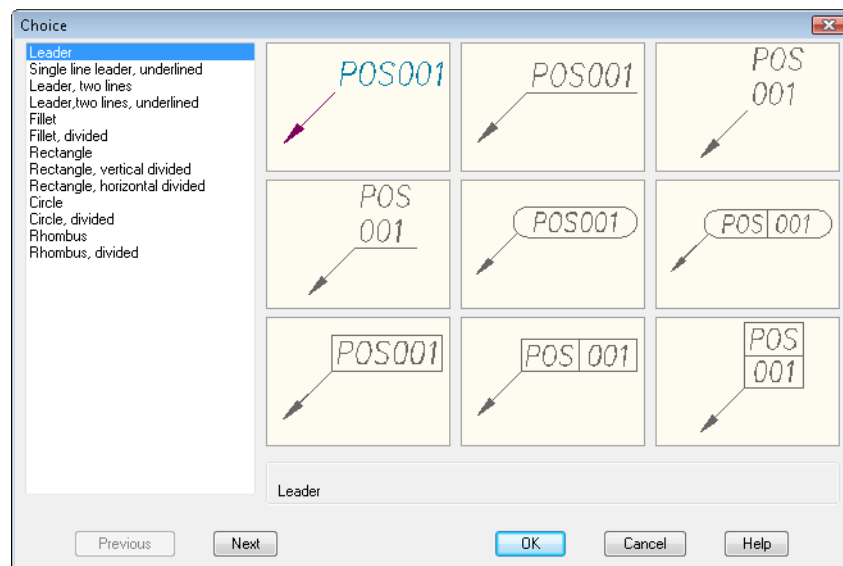 Choice
Leader
Single line leader, underlined
Leader, two lines
Leader,two lines, underlined
Fillet
Fillet, divided
Rectangle
Rectangle, vertical divided
Rectangle, horizontal divided
Circle
Circle, divided
Rhombus
Rhombus, divided
POS001
POS001
POS
001
POS
001
POS001
POS 001
POS001
POS 001
POS
001
Leader
Previous
Next
OK
Cancel
Help